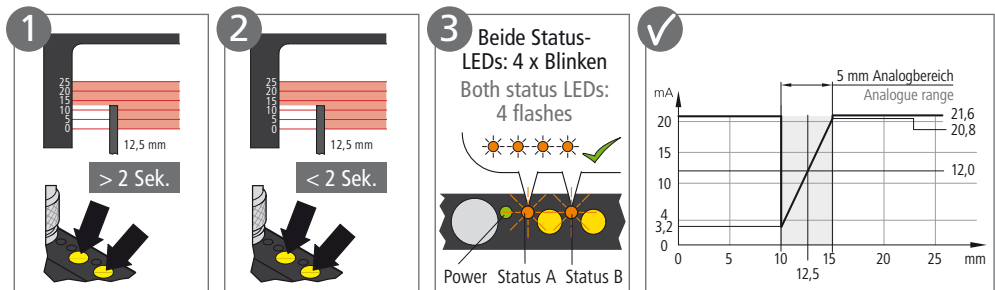 1
25
20
15
10
5
0
12,5 mm
> 2 Sek.
2
25
20
15
10
5
0
12,5 mm
< 2 Sek.
3
Beide Status-
LEDs: 4 x Blinken
Both status LEDs:
4 flashes
Power Status A Status B
5 mm Analogbereich
Analogue range
mA
20
15
10
4
3,2
0
21,6
20,8
12,0
0 5 10 15 20 25 mm
12,5